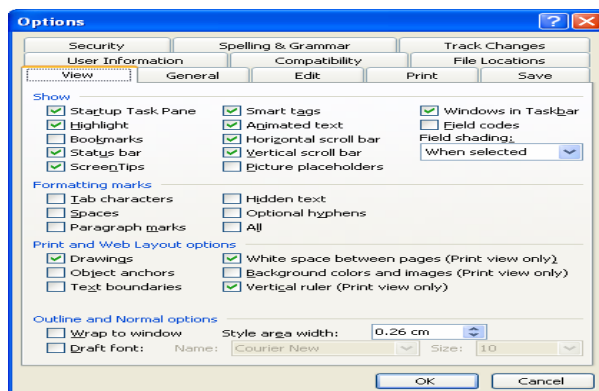 Options
Security Spelling & Grammar Track Changes
User Information Compatibility File Locations
View General Edit Print Save
Show
Startup Task Pane Smart tags Windows in Taskbar
Highlight Animated text Field codes
Bookmarks Horizontal scroll bar Field shading:
Status bar Vertical scroll bar When selected
ScreenTips Picture placeholders
Formatting marks
Tab characters Hidden text
Spaces Optional hyphens
Paragraph marks All
Print and Web Layout options
Drawings White space between pages (Print view only)
Object anchors Background colors and images (Print view only)
Text boundaries Vertical ruler (Print view only)
Outline and Normal options
Wrap to window Style area width: 0.26 cm
Draft font: Name: Courier New Size: 10
OK Cancel